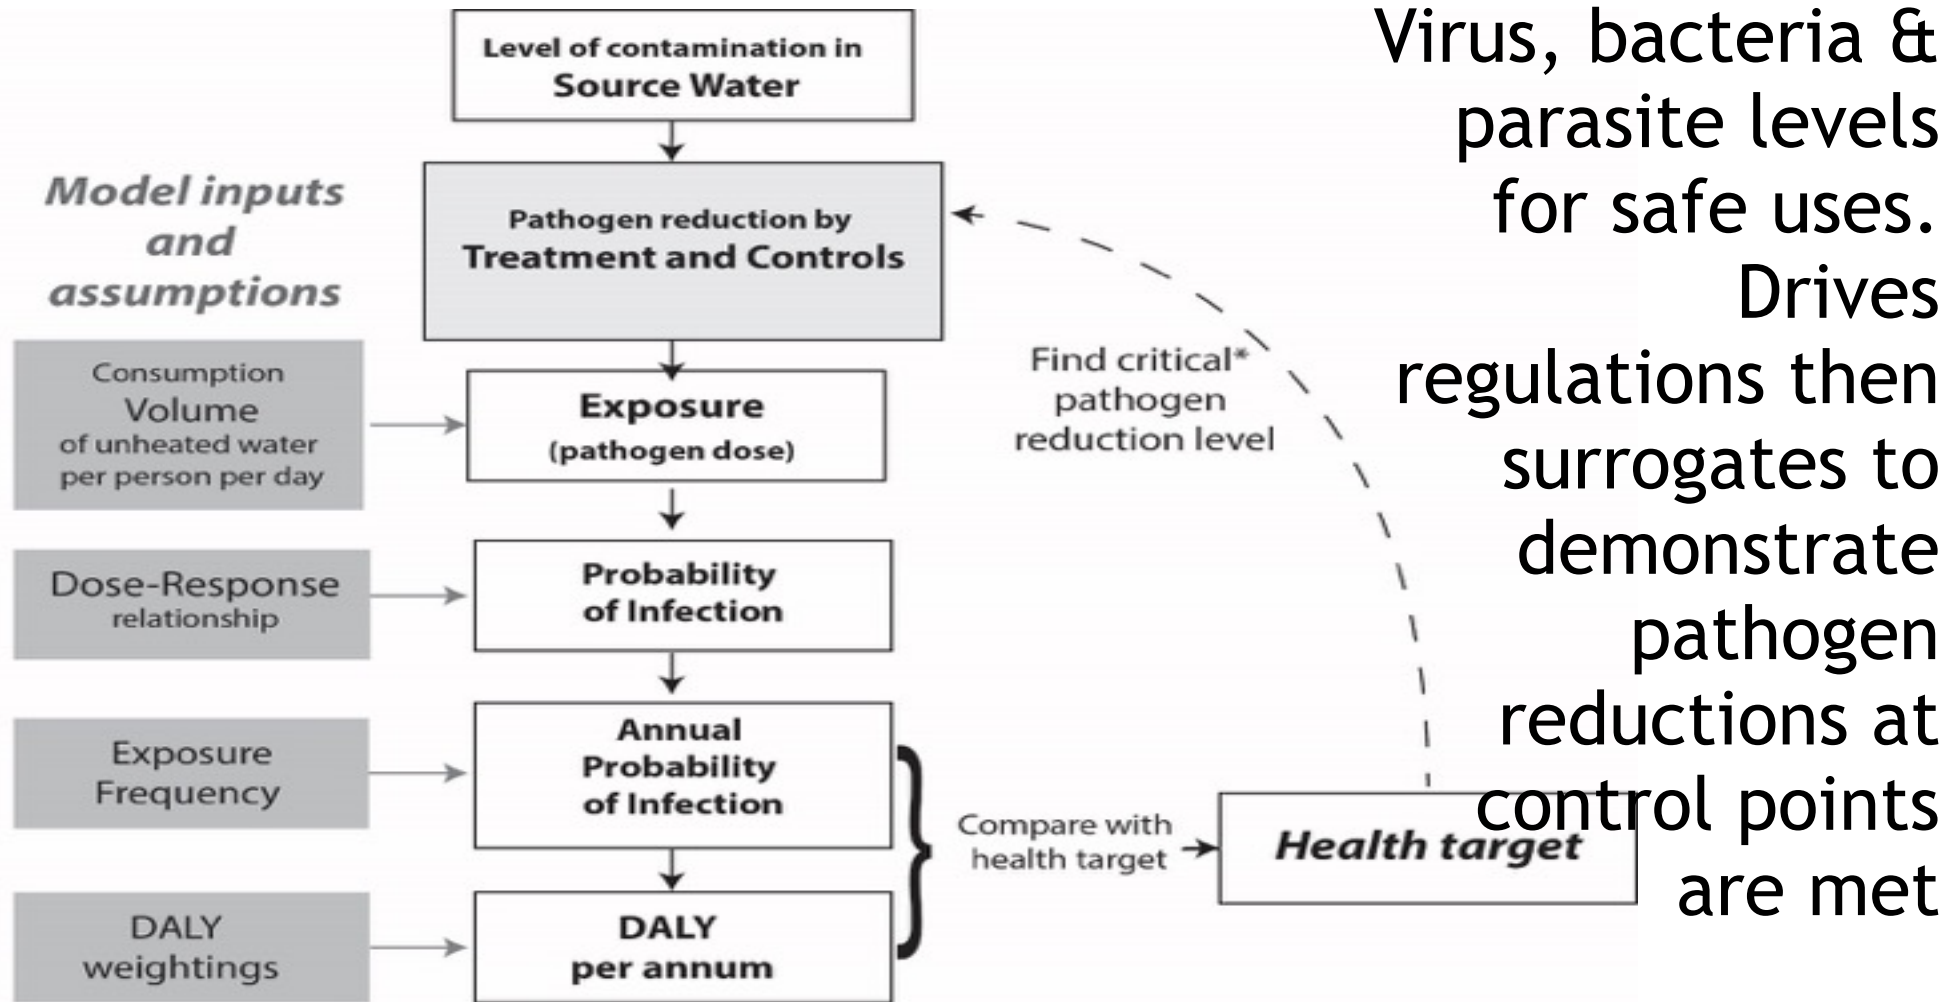 Level of contamination in
Source Water
Pathogen reduction by
Treatment and Controls
Model inputs
and
assumptions
Consumption
Volume
of unheated water
per person per day
Exposure
(pathogen dose)
Dose-Response
relationship
Probability
of Infection
Exposure
Frequency
Annual
Probability
of Infection
DALY
weightings
DALY
per annum
Compare with
health target
Health target
Find critical*
pathogen
reduction level
Virus, bacteria &
parasite levels
for safe uses.
Drives
regulations then
surrogates to
demonstrate
pathogen
reductions at
control points
are met